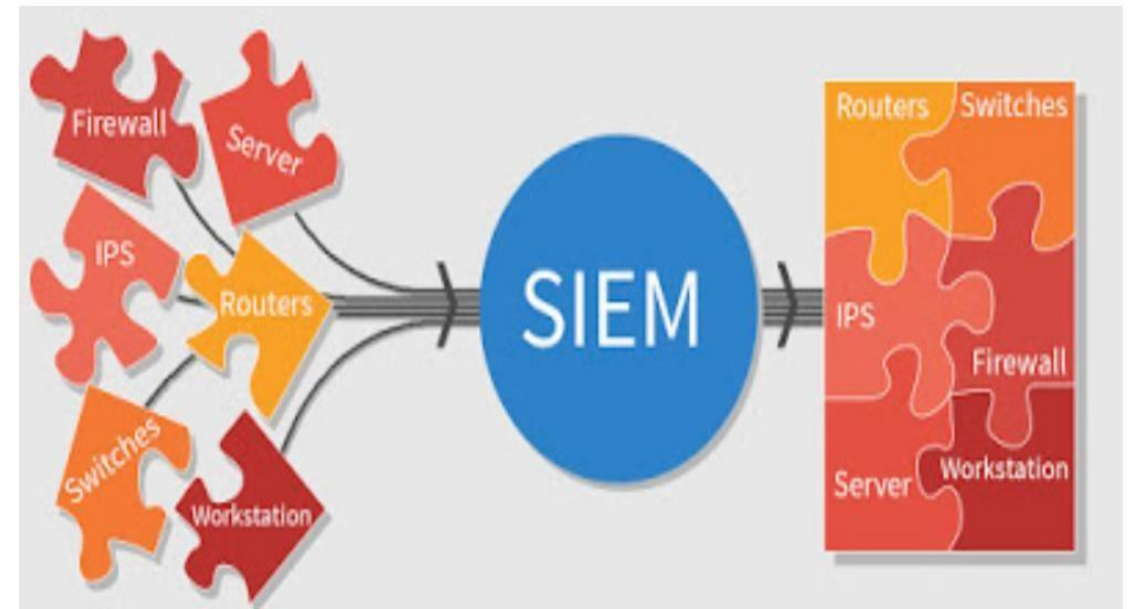 Firewall
Server
IPS
Routers
Switches
Workstation
SIEM
Routers
Switches
IPS
Firewall
Server
Workstation